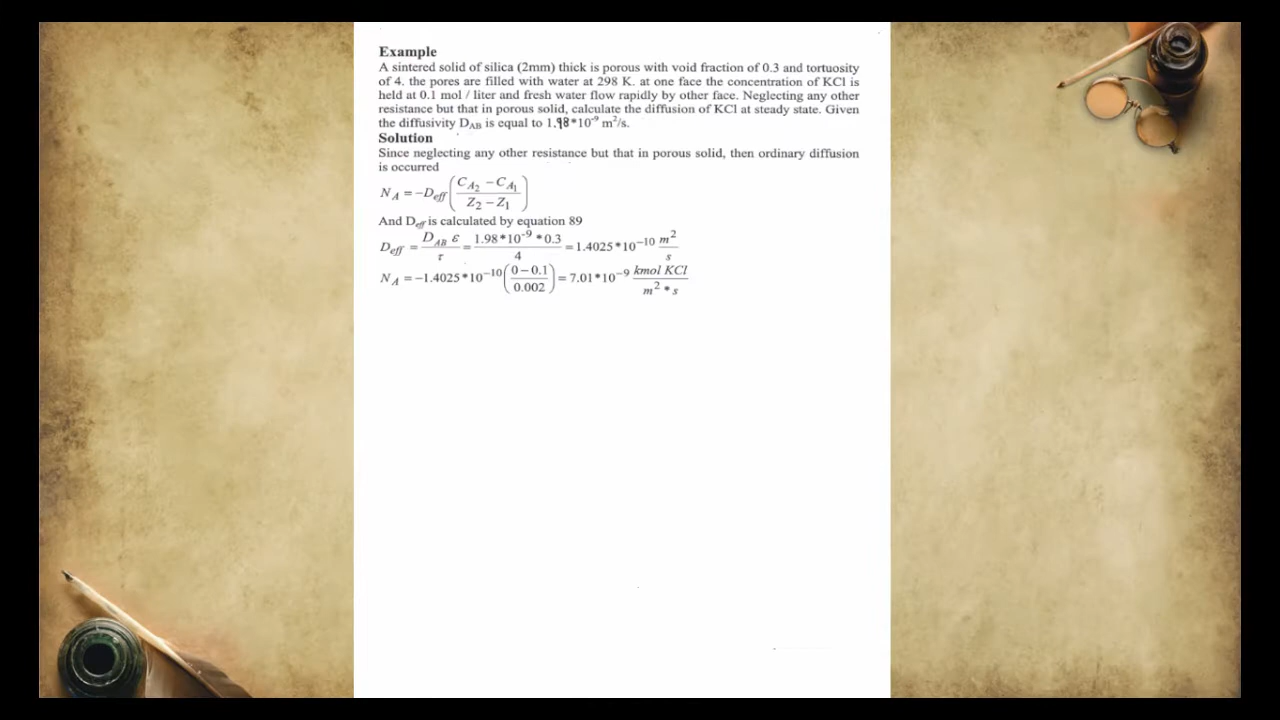 Example
A sintered solid of silica (2mm) thick is porous with void fraction of 0.3 and tortuosity
of 4. the pores are filled with water at 298 K. at one face the concentration of KCl is
held at 0.1 mol / liter and fresh water flow rapidly by other face. Neglecting any other
resistance but that in porous solid, calculate the diffusion of KCl at steady state. Given
the diffusivity D_AB is equal to 1.98*10^-9 m^2/s.
Solution
Since neglecting any other resistance but that in porous solid, then ordinary diffusion
is occurred
N_A = -D_eff ( (C_A2 - C_A1) / (Z_2 - Z_1) )
And D_eff is calculated by equation 89
D_eff = D_AB ε / τ = 1.98*10^-9 * 0.3 / 4 = 1.4025*10^-10 m^2 / s
N_A = -1.4025*10^-10 ( (0 - 0.1) / 0.002 ) = 7.01*10^-9 kmol KCl / m^2 * s